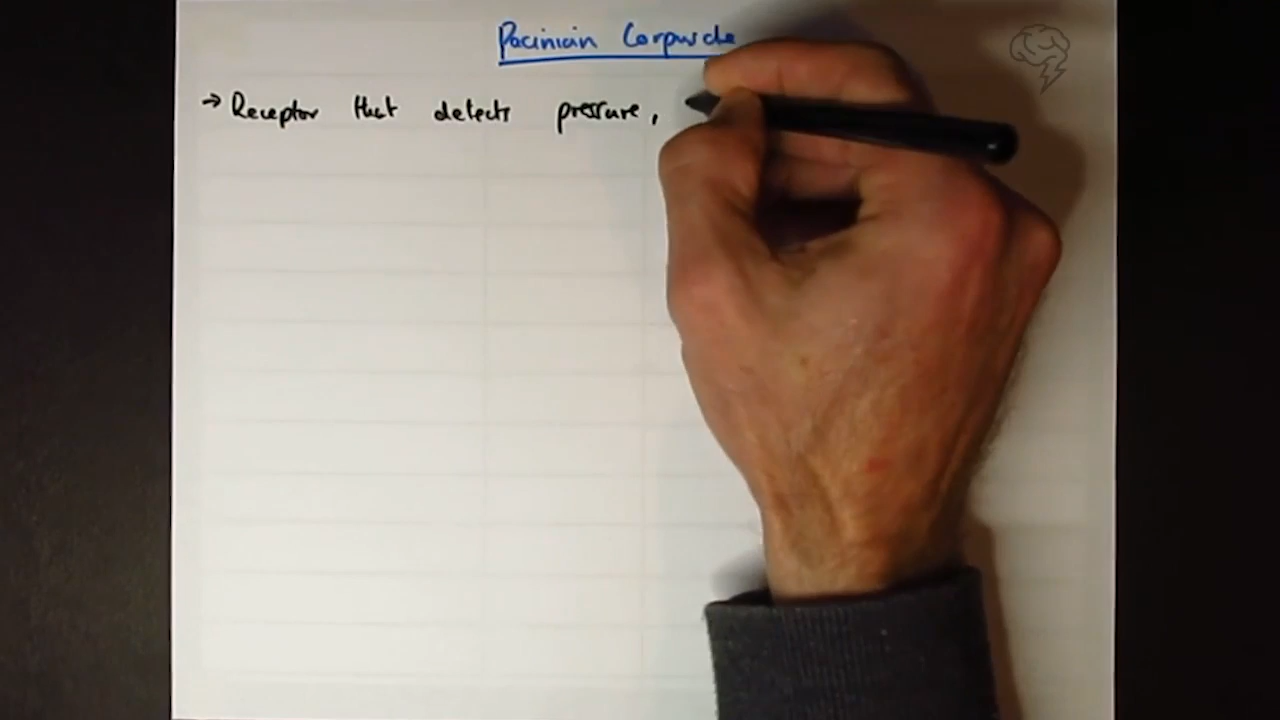 Pacinian Corpuscle
→ Receptor that detects pressure,